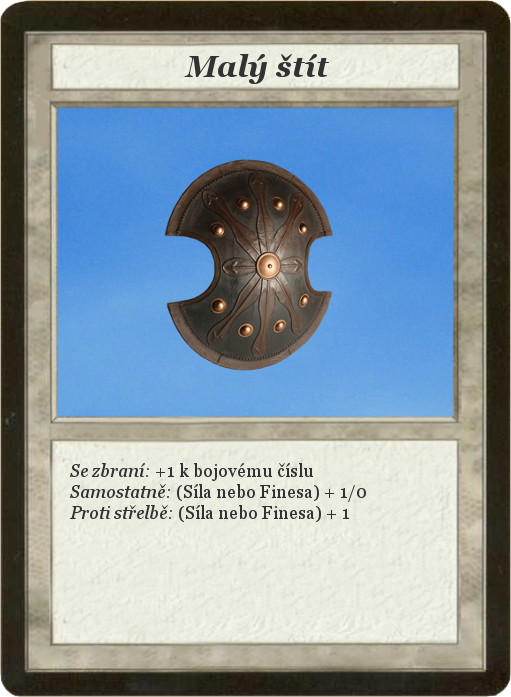 Malý štít
Se zbraní: +1 k bojovému číslu
Samostatně: (Síla nebo Finesa) + 1/0
Proti střelbě: (Síla nebo Finesa) + 1